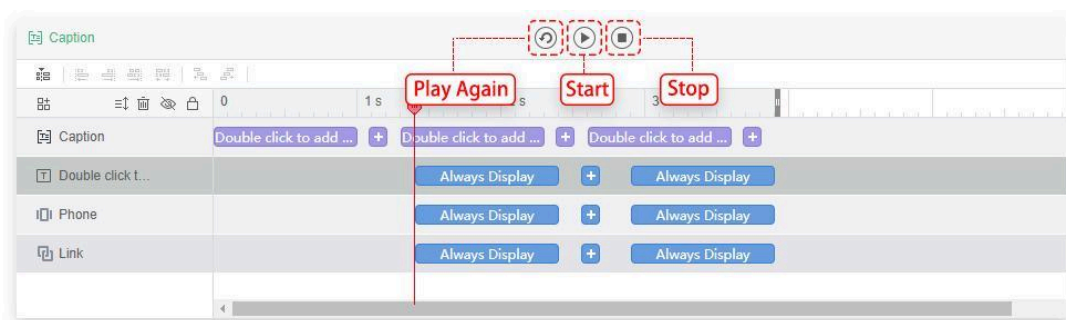 Caption
Play Again Start Stop
0 1 s s 3
Caption Double click to add ... + Double click to add ... + Double click to add ... +
T Double click t... Always Display + Always Display
Phone Always Display + Always Display
Link Always Display + Always Display